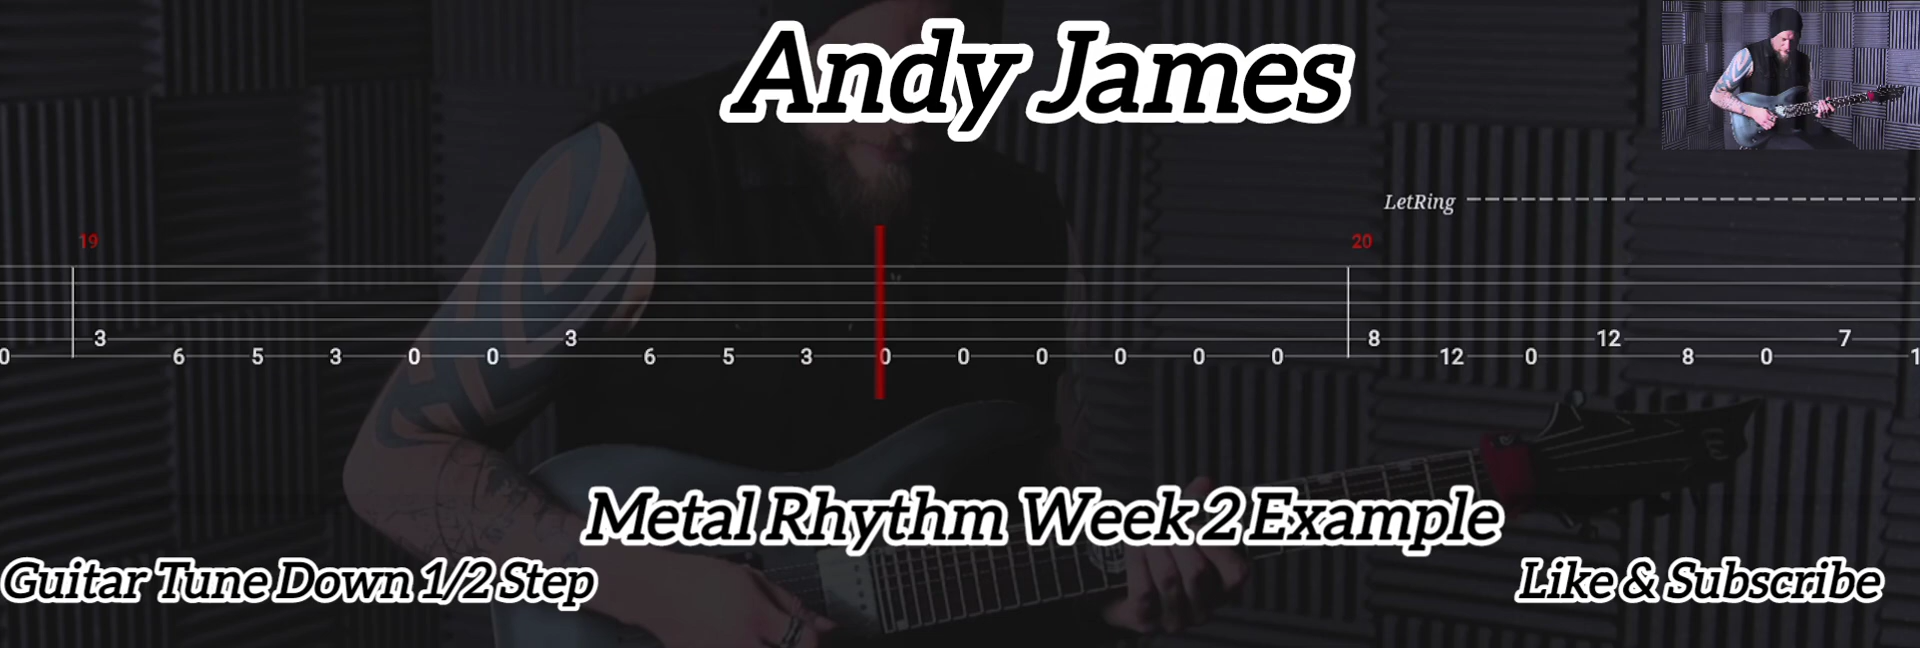 Andy James
LetRing
19 20
3 3 8 12 7
0 6 5 3 0 0 6 5 3 0 0 0 0 0 0 12 0 8 0 1
Metal Rhythm Week 2 Example
Guitar Tune Down 1/2 Step
Like & Subscribe